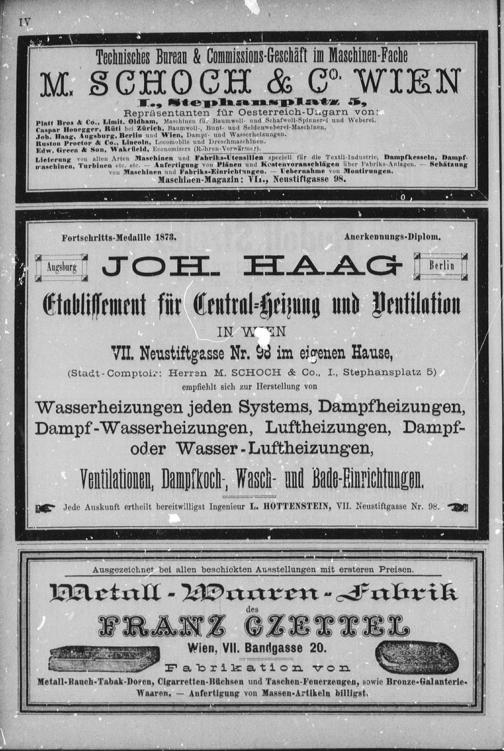 IV
Technisches Bureau & Commissions-Geschäft im Maschinen-Fache
M. SCHOCH & Co. WIEN
I., Stephansplatz 5,
Repräsentanten für Oesterreich-Ungarn von:
Platt Bros & Co., Limit. Oldham, Maschinen für Baumwoll- und Schafwoll-Spinnerei und Weberei.
Caspar Honegger, Rüti bei Zürich, Baumwoll-, Bunt- und Seidenweberei-Maschinen.
Joh. Haag, Augsburg, Berlin und Wien, Dampf- und Wasserheizungen.
Ruston Proctor & Co., Lincoln, Locomobile und Dreschmaschinen.
Edw. Green & Son, Wakefield, Economisers (Röhren-Vorwärmer).
Lieferung von allen Arten Maschinen und Fabriks-Utensilien speciell für die Textil-Industrie, Dampfkesseln, Dampf-
maschinen, Turbinen etc. etc. — Anfertigung von Plänen und Kostenvoranschlägen über Fabriks-Anlagen. — Schätzung
von Maschinen und Fabriks-Einrichtungen. — Uebernahme von Montirungen.
Maschinen-Magazin: VII., Neustiftgasse 98.
Fortschritts-Medaille 1873. Anerkennungs-Diplom.
Augsburg JOH. HAAG Berlin
Etablissement für Central-Heizung und Ventilation
IN WIEN
VII. Neustiftgasse Nr. 98 im eigenen Hause,
(Stadt-Comptoir: Herren M. SCHOCH & Co., I., Stephansplatz 5)
empfiehlt sich zur Herstellung von
Wasserheizungen jeden Systems, Dampfheizungen,
Dampf-Wasserheizungen, Luftheizungen, Dampf-
oder Wasser-Luftheizungen,
Ventilationen, Dampfkoch-, Wasch- und Bade-Einrichtungen.
Jede Auskunft ertheilt bereitwilligst Ingenieur L. HOTTENSTEIN, VII. Neustiftgasse Nr. 98.
Ausgezeichnet bei allen beschickten Ausstellungen mit ersteren Preisen.
Metall-Waaren-Fabrik
des
FRANZ CZETTEL
Wien, VII. Bandgasse 20.
Fabrikation von
Metall-Rauch-Tabak-Dosen, Cigarretten-Büchsen und Taschen-Feuerzeugen, sowie Bronze-Galanterie-
Waaren. — Anfertigung von Massen-Artikeln billigst.